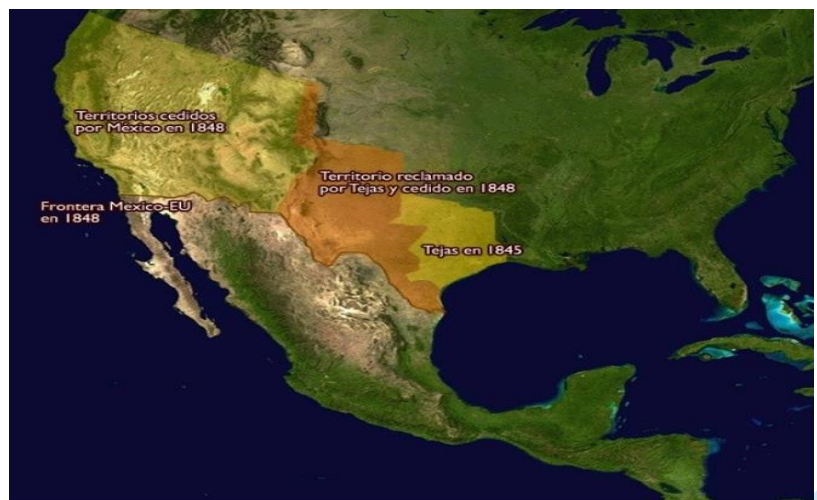 Territorios cedidos
por México en 1848
Territorio reclamado
por Tejas y cedido en 1848
Frontera Mexico-EU
en 1848
Tejas en 1845